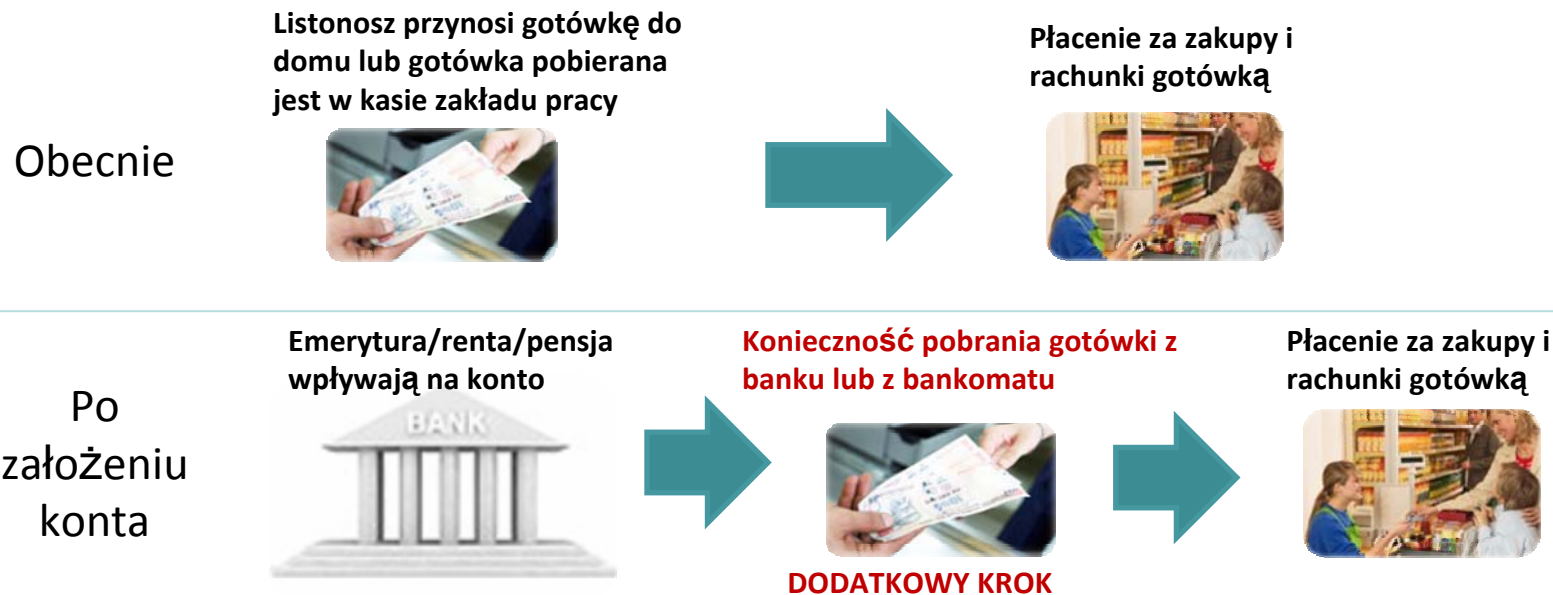 Listonosz przynosi gotówkę do
domu lub gotówka pobierana
jest w kasie zakładu pracy
Płacenie za zakupy i
rachunki gotówką
Obecnie
Emerytura/renta/pensja
wpływają na konto
Konieczność pobrania gotówki z
banku lub z bankomatu
Płacenie za zakupy i
rachunki gotówką
Po
założeniu
konta
BANK
DODATKOWY KROK